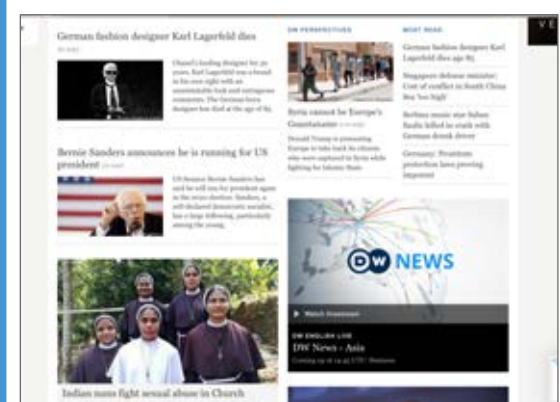 German fashion designer Karl Lagerfeld dies
Chanel's leading designer for 30
years, Karl Lagerfeld was a brand
in his own right with an
unmistakable look and outrageous
comments. The German-born
designer has died at the age of 85.
Bernie Sanders announces he is running for US
president
US Senator Bernie Sanders has
said he will run for president again
in the 2020 election. Sanders, a
self-declared democratic socialist,
has a large following, particularly
among the young.
Indian nuns fight sexual abuse in Church
DW PERSPECTIVES
Syria cannot be Europe's
Guantanamo
Donald Trump is pressuring
Europe to take back its citizens
who were captured in Syria while
fighting for Islamic State.
MOST READ
German fashion designer Karl
Lagerfeld dies age 85
Singapore defense minister:
Cost of conflict in South China
Sea 'too high'
Berlin
music star
killed in crash with
German drunk driver
Germany:
protection laws proving
impotent
DW NEWS
Watch livestream
DW ENGLISH LIVE
DW News - Asia
Coming up at
V E